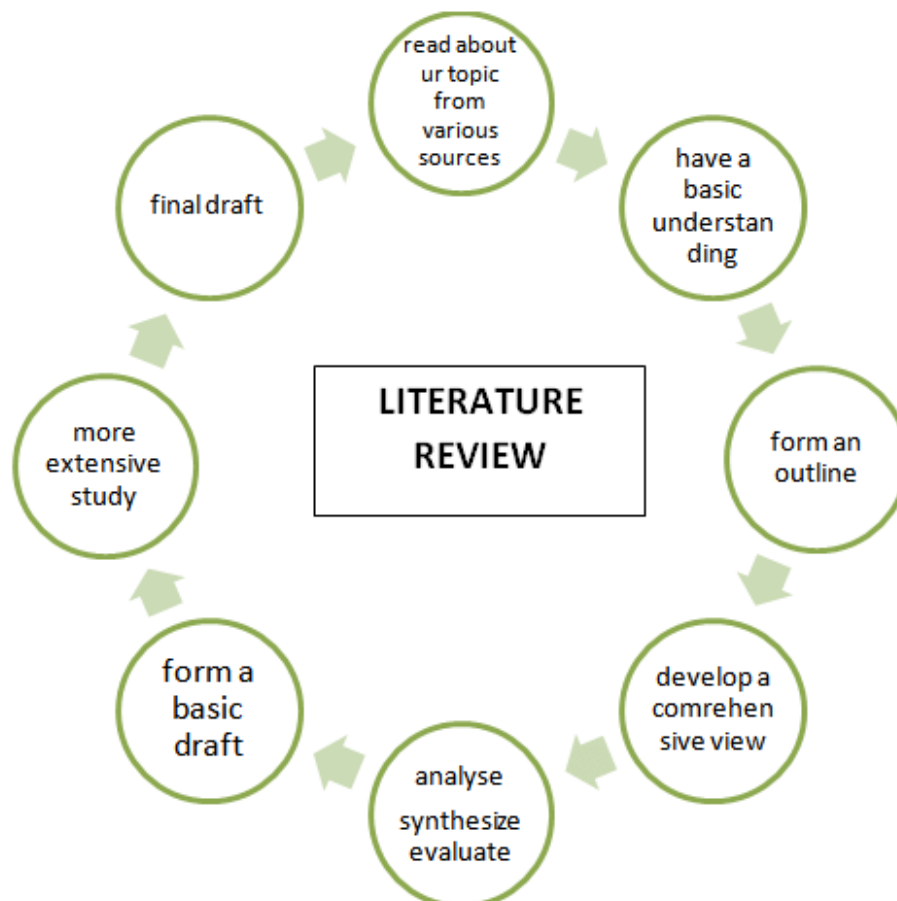 read about
ur topic
from
various
sources
have a
basic
understan
ding
form an
outline
develop a
comrehen
sive view
analyse
synthesize
evaluate
form a
basic
draft
more
extensive
study
final draft
LITERATURE
REVIEW